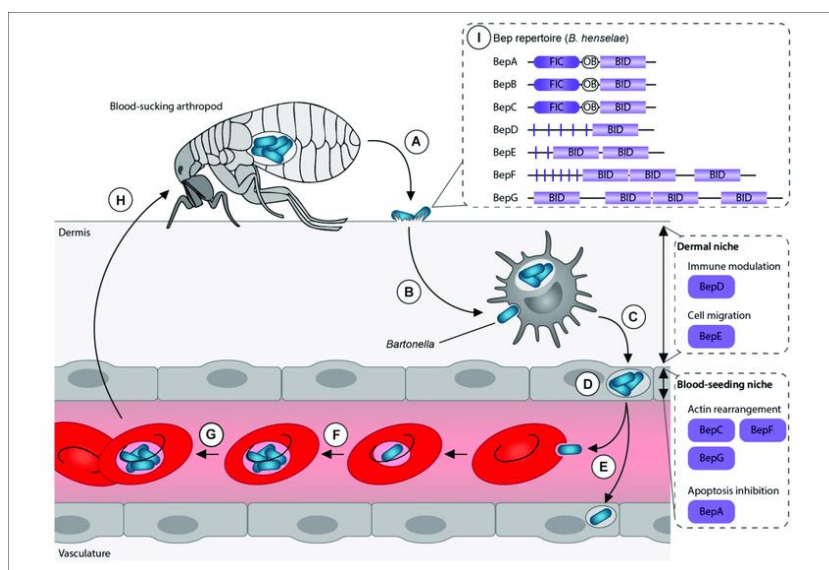 I Bep repertoire (B. henselae)
BepA FIC OB BID
BepB FIC OB BID
BepC FIC OB BID
BepD BID
BepE BID BID
BepF BID BID BID
BepG BID BID BID BID
Blood-sucking arthropod
A
H
Dermis
B
Bartonella
C
Dermal niche
Immune modulation
BepD
Cell migration
BepE
D
Blood-seeding niche
Actin rearrangement
BepC BepF
BepG
Apoptosis inhibition
BepA
G F
E
Vasculature